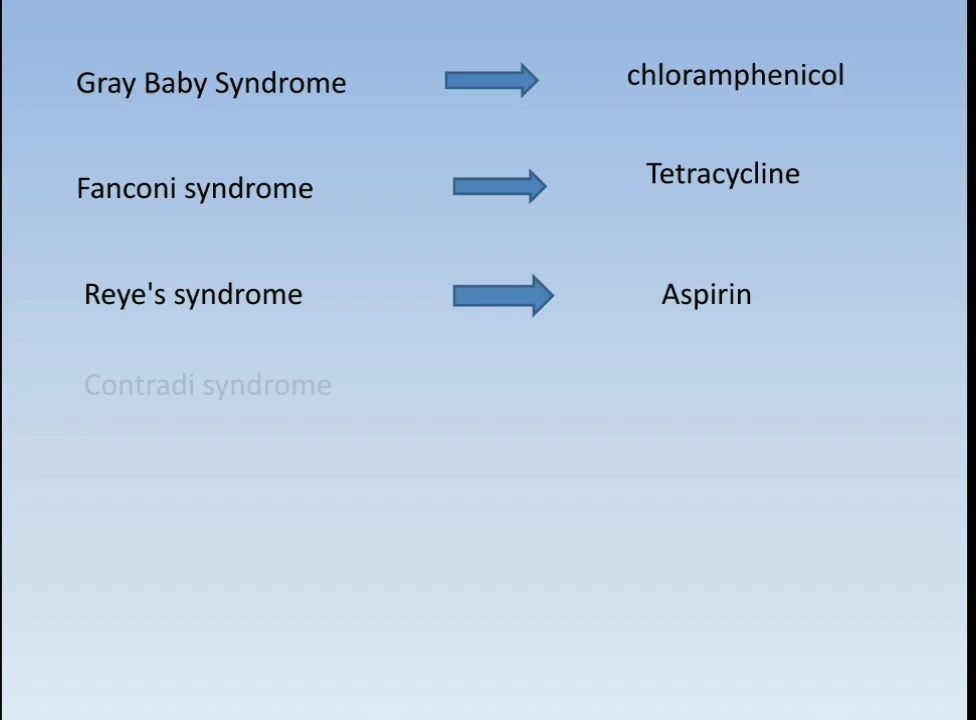 Gray Baby Syndrome chloramphenicol
Fanconi syndrome Tetracycline
Reye's syndrome Aspirin
Contradi syndrome